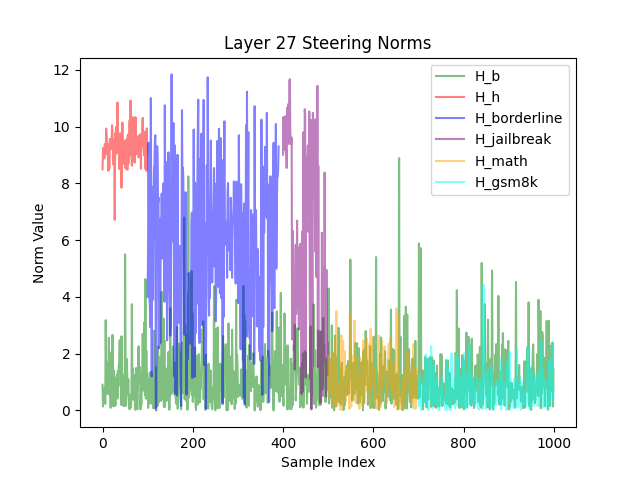 Layer 27 Steering Norms
12
10
8
6
4
2
0
Norm Value
0 200 400 600 800 1000
Sample Index
H_b
H_h
H_borderline
H_jailbreak
H_math
H_gsm8k